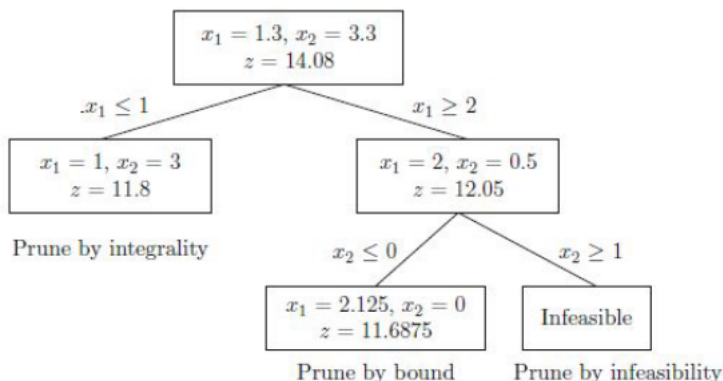 x₁ = 1.3, x₂ = 3.3
z = 14.08
.x₁ ≤ 1
x₁ ≥ 2
x₁ = 1, x₂ = 3
z = 11.8
x₁ = 2, x₂ = 0.5
z = 12.05
Prune by integrality
x₂ ≤ 0
x₂ ≥ 1
x₁ = 2.125, x₂ = 0
z = 11.6875
Infeasible
Prune by bound
Prune by infeasibility